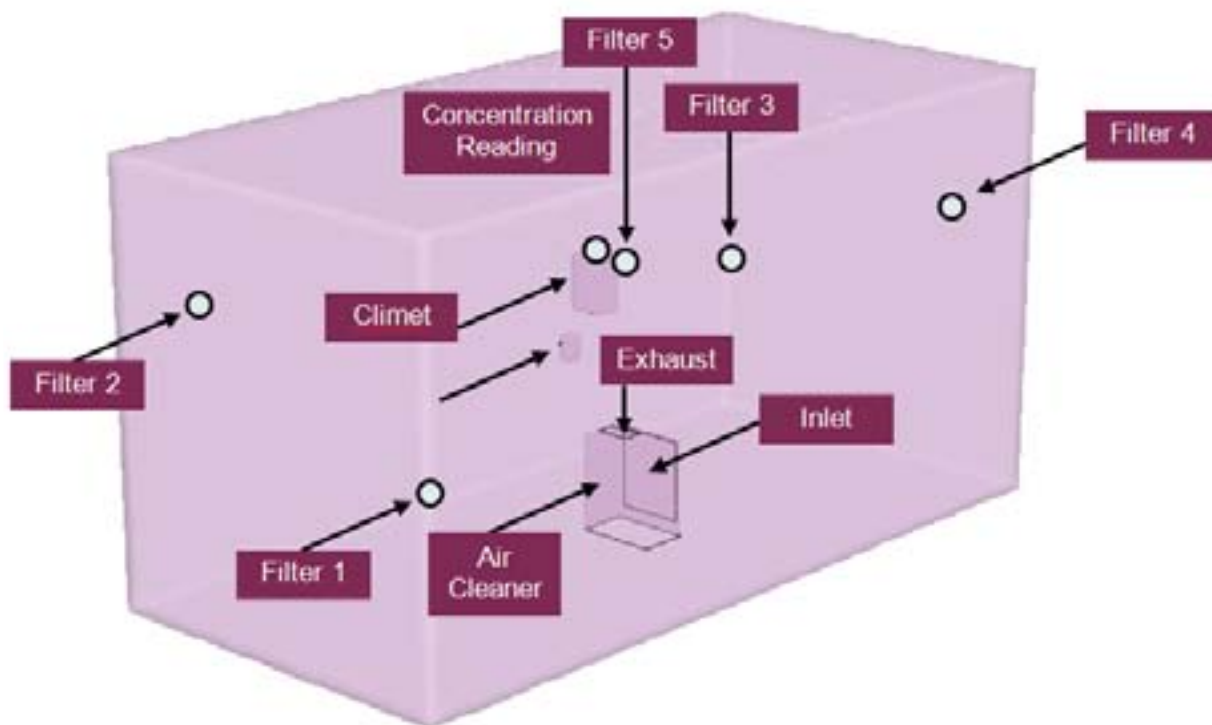 Filter 5
Concentration
Reading
Filter 3
Filter 4
Climet
Filter 2
Exhaust
Inlet
Air
Cleaner
Filter 1